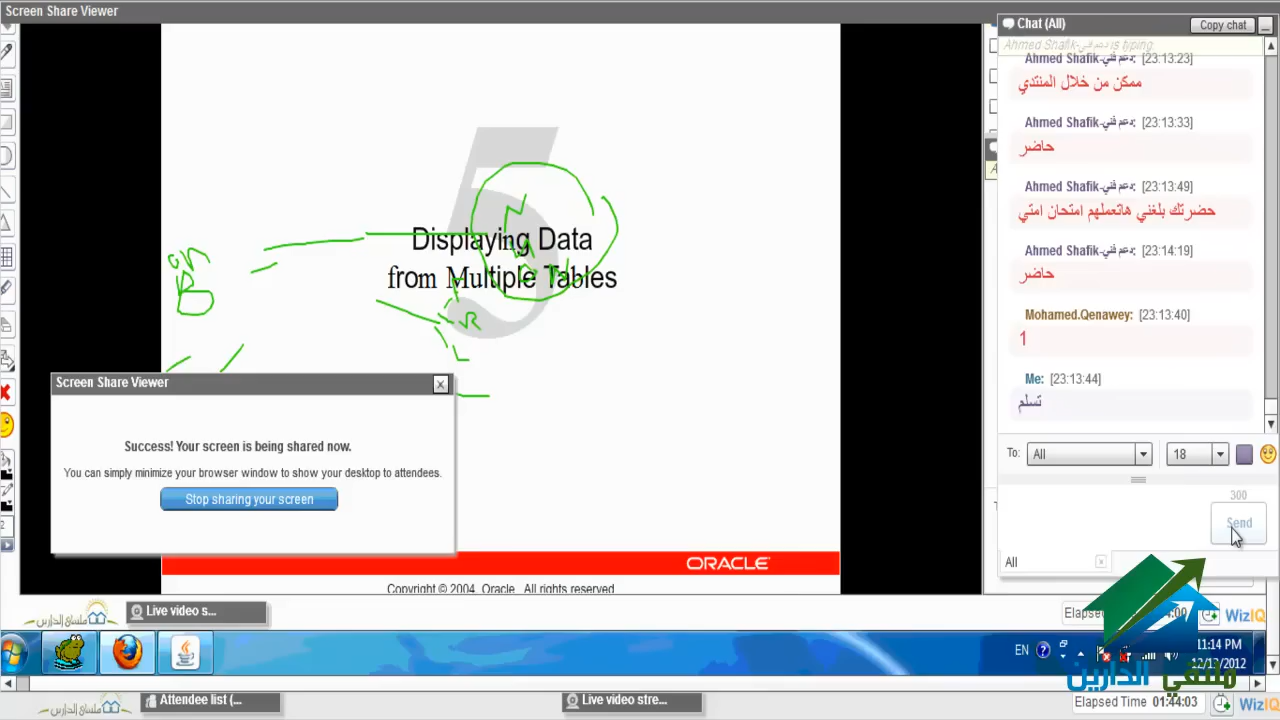 Screen Share Viewer
Displaying Data
from Multiple Tables
ORACLE
Copyright © 2004, Oracle. All rights reserved
Screen Share Viewer
Success! Your screen is being shared now.
You can simply minimize your browser window to show your desktop to attendees.
Stop sharing your screen
Chat (All)
Copy chat
Ahmed Shafik-دعم فني is typing
Ahmed Shafik-دعم فني: [23:13:23]
ممكن من خلال المنتدي
Ahmed Shafik-دعم فني: [23:13:33]
حاضر
Ahmed Shafik-دعم فني: [23:13:49]
حضرتك بلغني هاتعملهم امتحان امتي
Ahmed Shafik-دعم فني: [23:14:19]
حاضر
Mohamed.Qenawey: [23:13:40]
1
Me: [23:13:44]
تسلم
To: All 18
300
Send
All
ملتقى الدارس
Live video s...
WizIQ
EN
11:14 PM
12/13/2012
ملتقي الدارين
Attendee list (...
Live video stre...
Elapsed Time 01:44:03
WizIQ